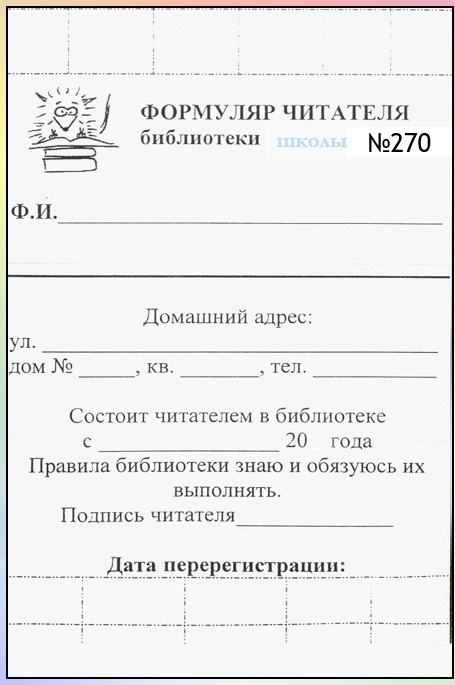 ФОРМУЛЯР ЧИТАТЕЛЯ
библиотеки школы №270
Ф.И.
Домашний адрес:
ул.
дом № , кв. , тел.
Состоит читателем в библиотеке
с 20 года
Правила библиотеки знаю и обязуюсь их
выполнять.
Подпись читателя
Дата перерегистрации: